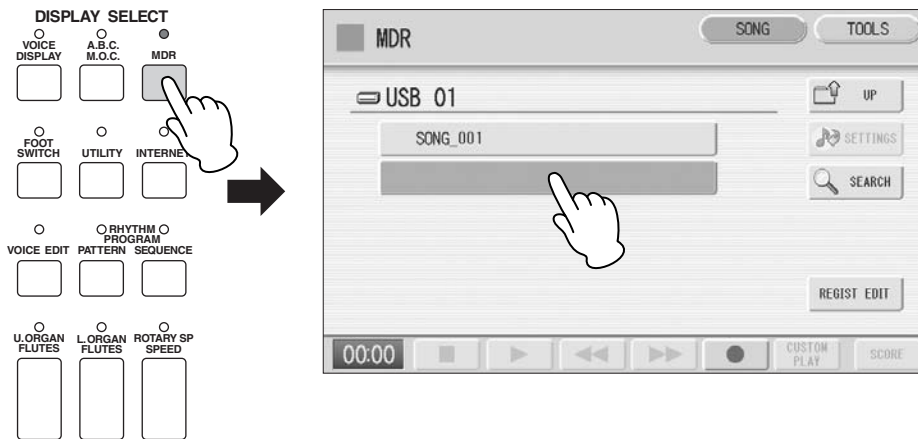 DISPLAY SELECT
VOICE
DISPLAY
A.B.C.
M.O.C.
MDR
FOOT
SWITCH
UTILITY
INTERNE
RHYTHM
PROGRAM
VOICE EDIT
PATTERN
SEQUENCE
U.ORGAN
FLUTES
L.ORGAN
FLUTES
ROTARY SP
SPEED
MDR
SONG
TOOLS
USB 01
UP
SONG_001
SETTINGS
SEARCH
REGIST EDIT
00:00
CUSTOM
PLAY
SCORE